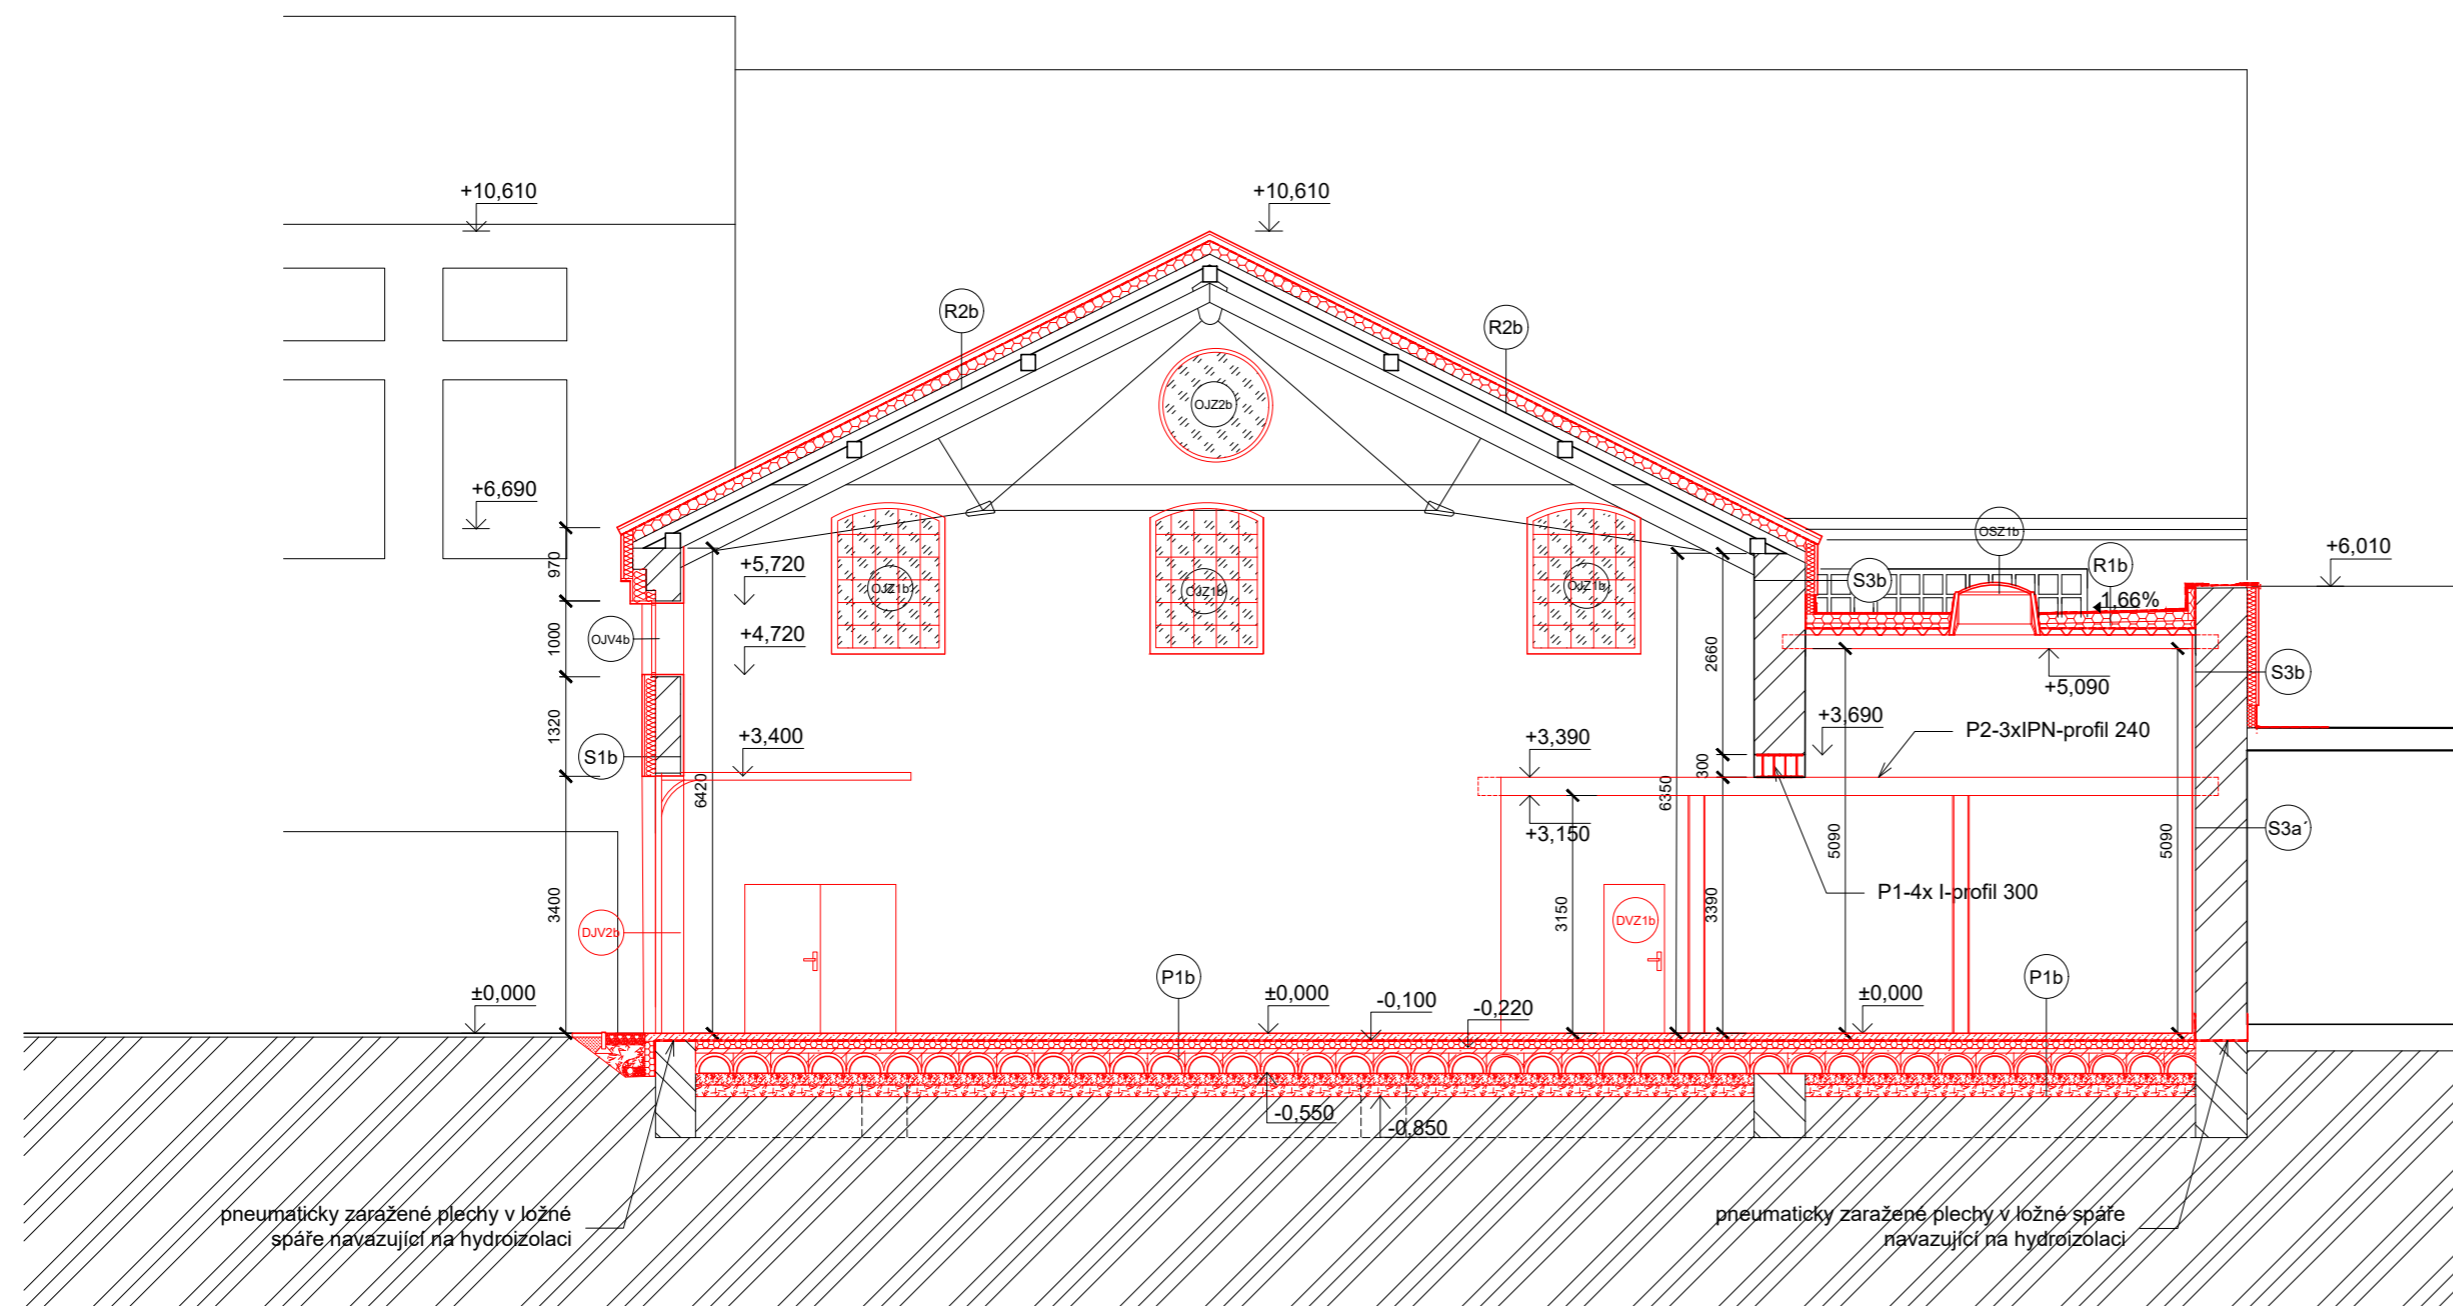 +10,610
+10,610
R2b
R2b
OJZ2b
+6,690
OSZ1b
+6,010
970
+5,720
OJZ1b
OJZ1b
OJZ1b
S3b
R1b
1,66%
OJV4b
1000
+4,720
2660
S3b
+5,090
1320
S1b
+3,400
+3,390
+3,690
P2-3xIPN-profil 240
6420
6350
300
+3,150
5090
5090
S3a´
3400
DJV2b
3150
DVZ1b
3390
P1-4x I-profil 300
±0,000
P1b
±0,000
-0,100
-0,220
±0,000
P1b
-0,550
-0,850
pneumaticky zaražené plechy v ložné
spáře navazující na hydroizolaci
pneumaticky zaražené plechy v ložné spáře
navazující na hydroizolaci